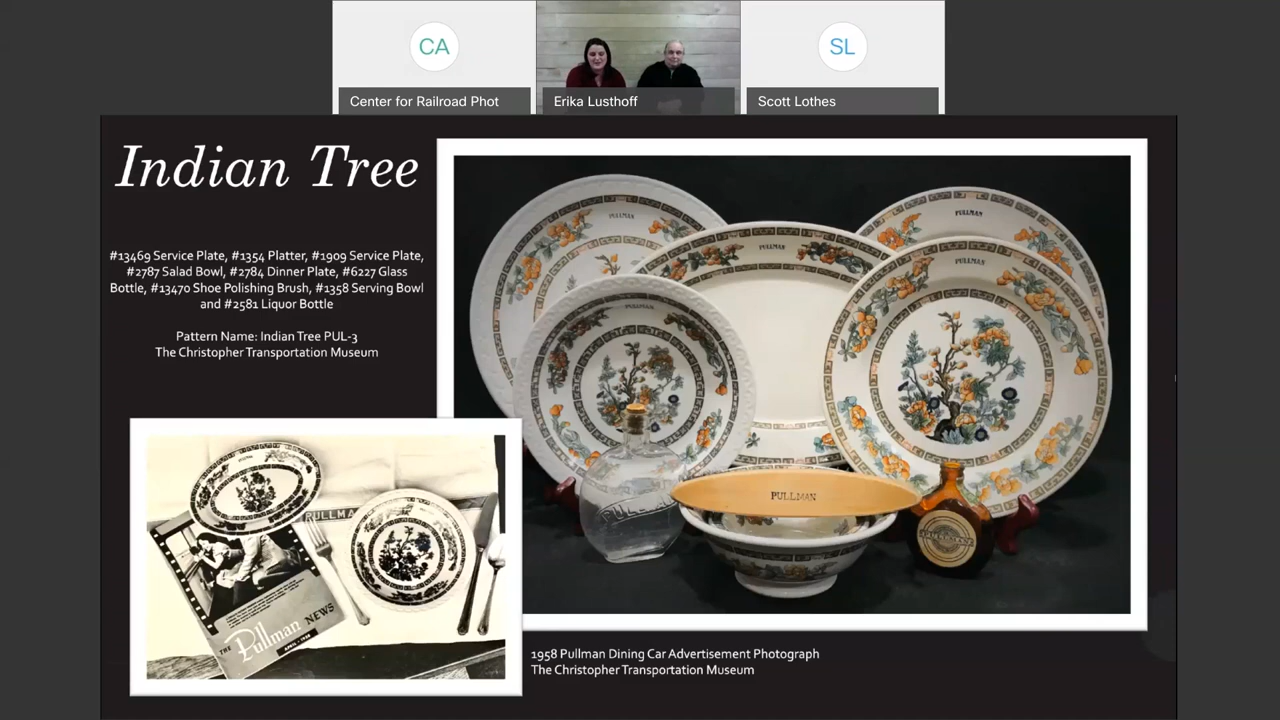 CA
SL
Center for Railroad Phot
Erika Lusthoff
Scott Lothes
Indian Tree
#13469 Service Plate, #1354 Platter, #1909 Service Plate,
#2787 Salad Bowl, #2784 Dinner Plate, #6227 Glass
Bottle, #13470 Shoe Polishing Brush, #1358 Serving Bowl
and #2581 Liquor Bottle
Pattern Name: Indian Tree PUL-3
The Christopher Transportation Museum
PULLMAN
PULLMAN
PULLMAN
PULLMAN
PULLMAN
PULLMAN
PULLMAN
PULLMAN
PULLMAN
THE Pullman NEWS
1958 Pullman Dining Car Advertisement Photograph
The Christopher Transportation Museum